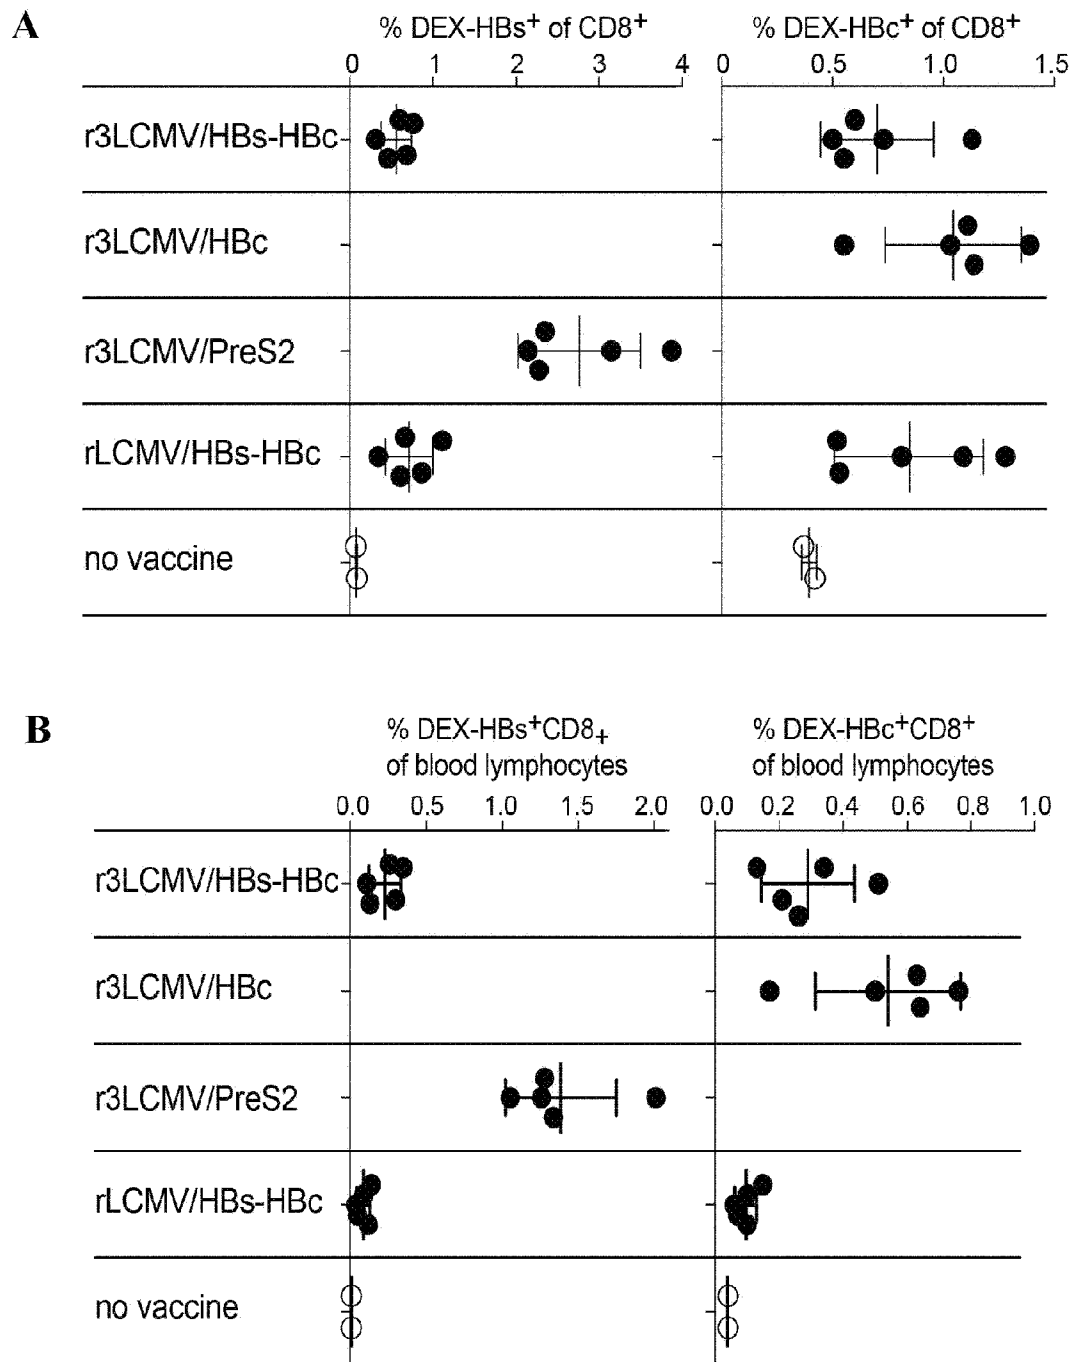 A
% DEX-HBs+ of CD8+
% DEX-HBc+ of CD8+
0 1 2 3 4
0 0.5 1.0 1.5
r3LCMV/HBs-HBc
r3LCMV/HBc
r3LCMV/PreS2
rLCMV/HBs-HBc
no vaccine
B
% DEX-HBs+CD8+
of blood lymphocytes
% DEX-HBc+CD8+
of blood lymphocytes
0.0 0.5 1.0 1.5 2.0
0.0 0.2 0.4 0.6 0.8 1.0
r3LCMV/HBs-HBc
r3LCMV/HBc
r3LCMV/PreS2
rLCMV/HBs-HBc
no vaccine